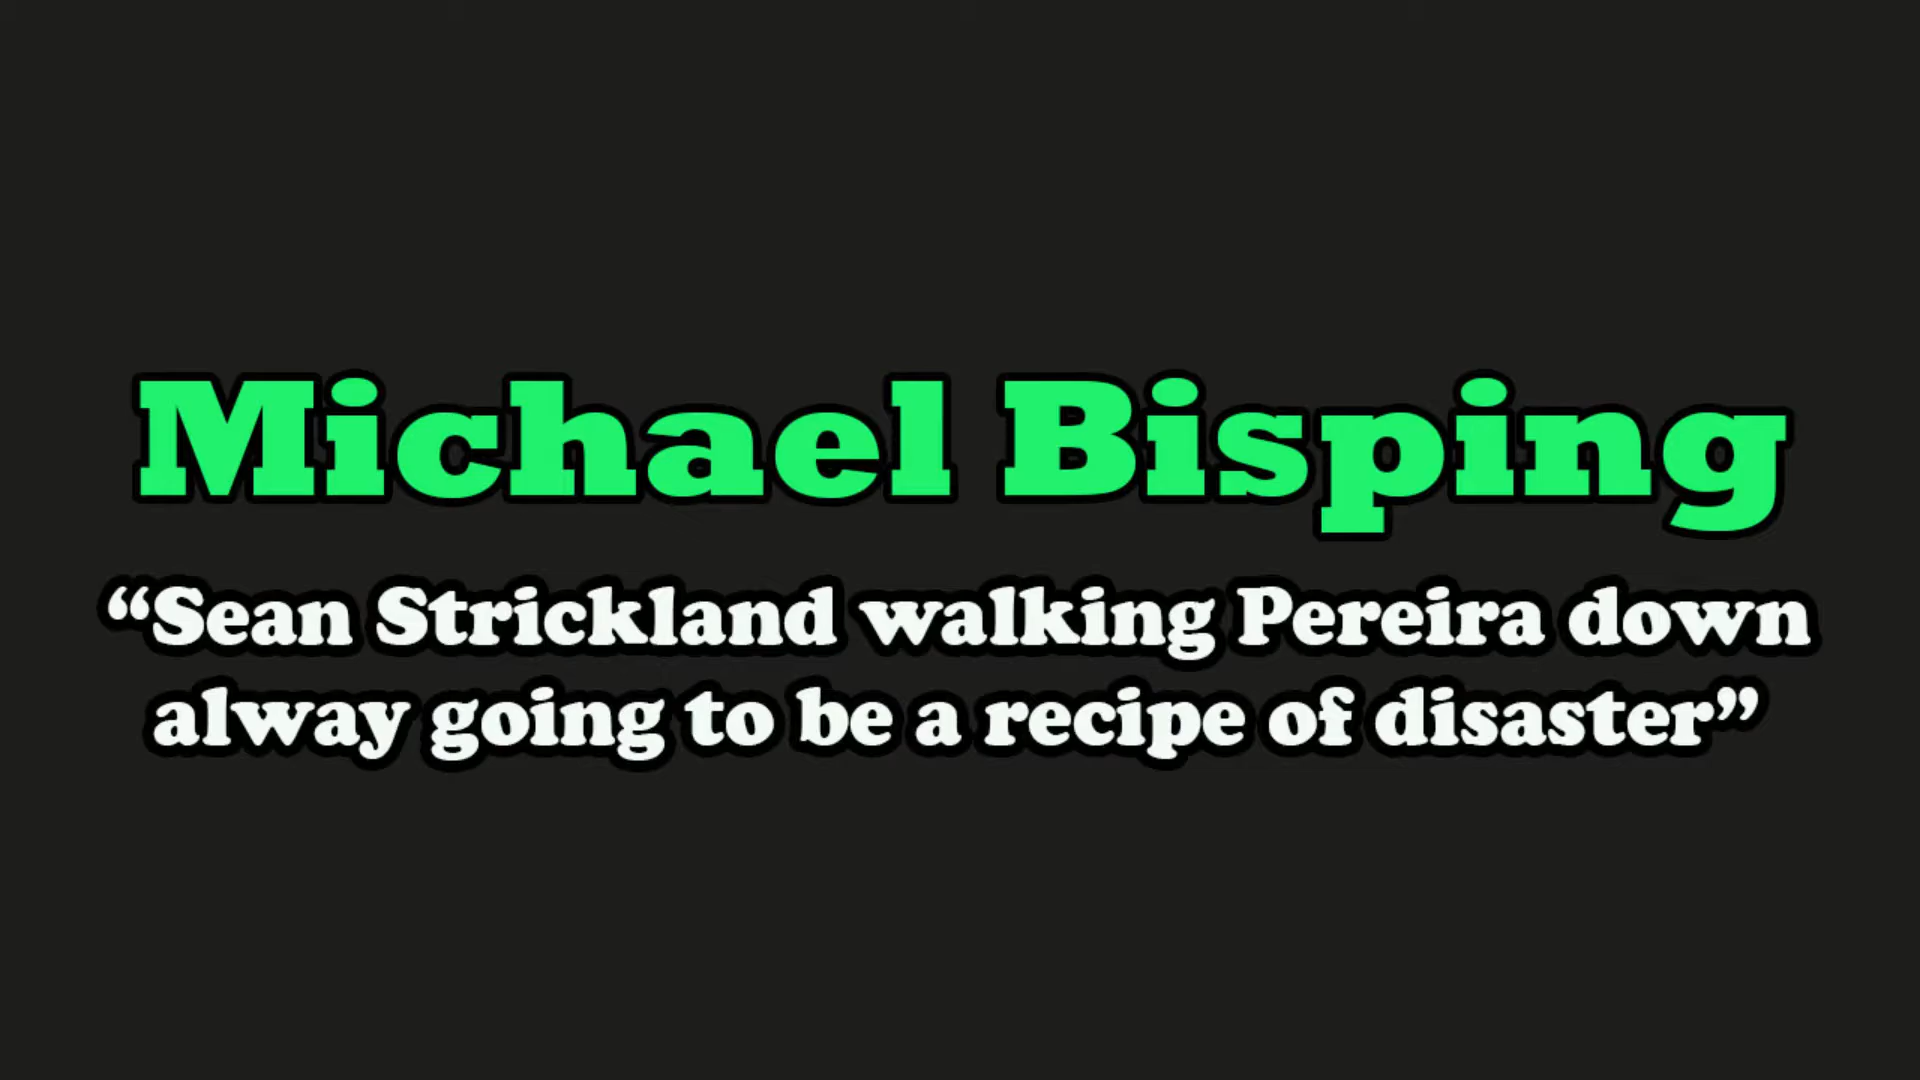 Michael Bisping
“Sean Strickland walking Pereira down
alway going to be a recipe of disaster”